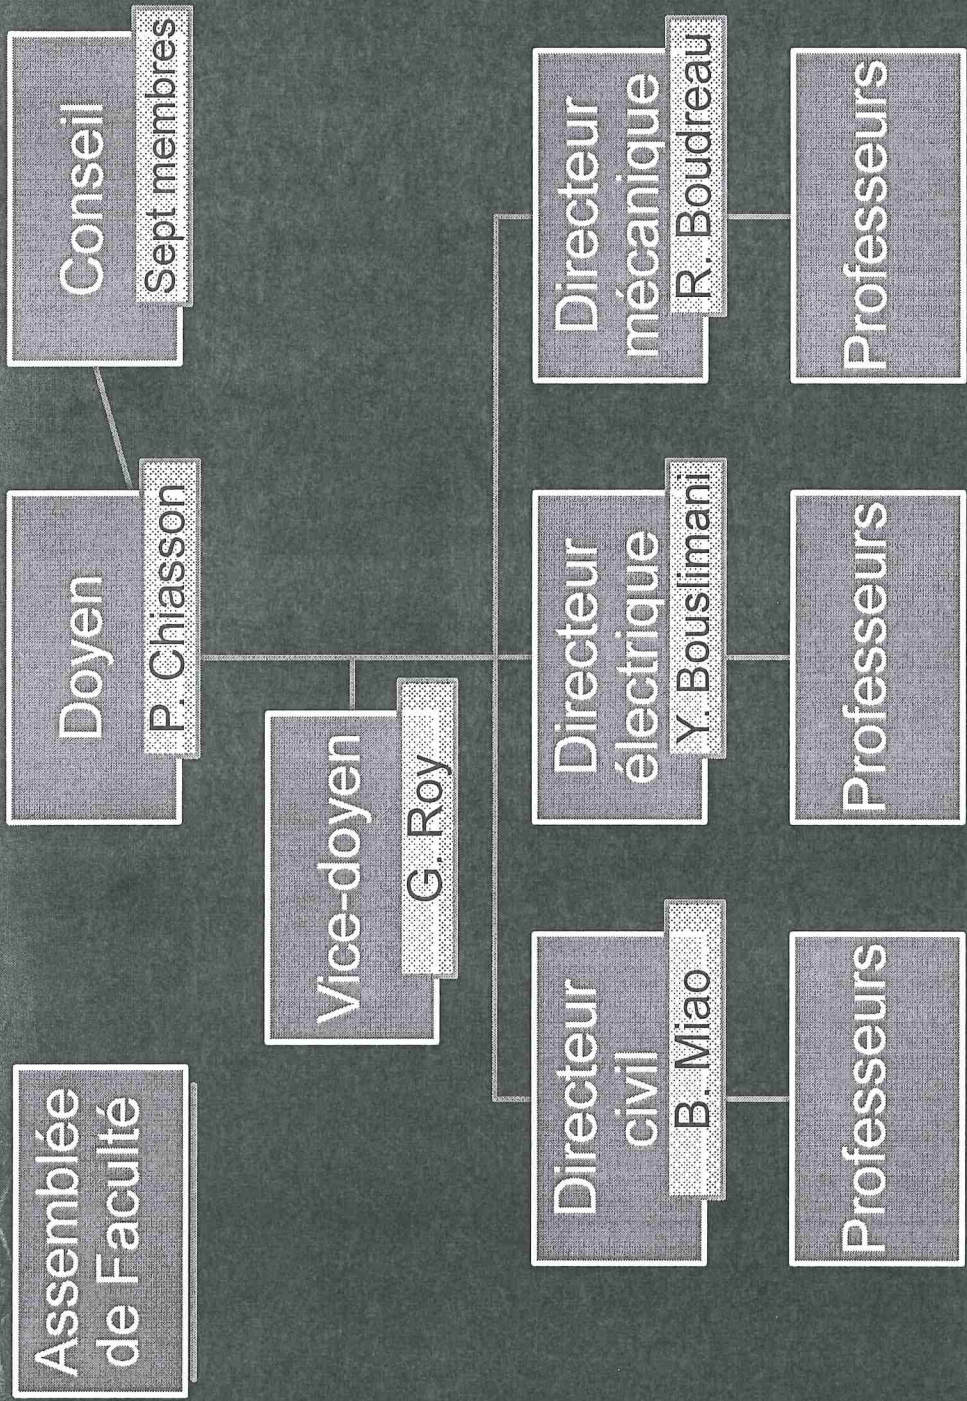 Assemblée
de Faculté
Doyen
P. Chiasson
Conseil
Sept membres
Vice-doyen
G. Roy
Directeur
civil
B. Miao
Directeur
électrique
Y. Bouslimani
Directeur
mécanique
R. Boudreau
Professeurs
Professeurs
Professeurs